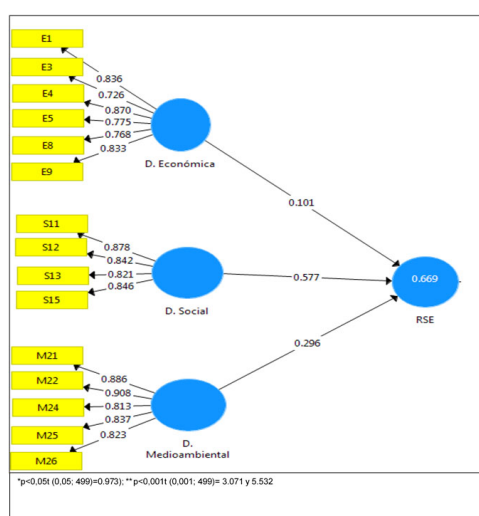 E1
E3
E4
E5
E8
E9
0.836
0.726
0.870
0.775
0.768
0.833
D. Económica
0.101
S11
S12
S13
S15
0.878
0.842
0.821
0.846
D. Social
0.577
0.669
RSE
0.296
M21
M22
M24
M25
M26
0.886
0.908
0.813
0.837
0.823
D.
Medioambiental
*p<0,05t (0,05; 499)=0.973); **p<0.001t (0,001; 499)= 3.071 y 5.532